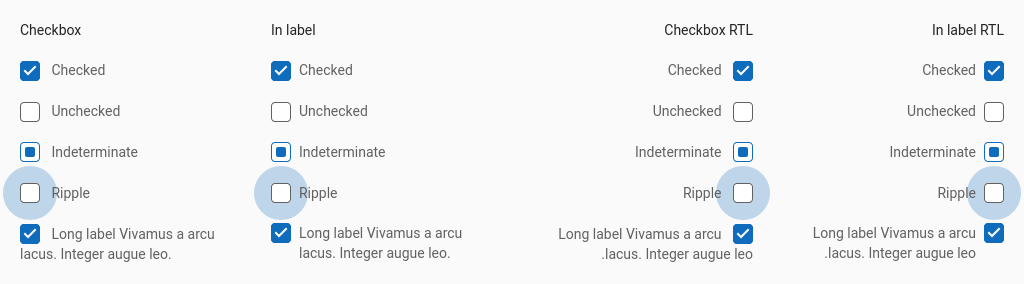 Checkbox
Checked
Unchecked
Indeterminate
Ripple
Long label Vivamus a arcu
lacus. Integer augue leo.
In label
Checked
Unchecked
Indeterminate
Ripple
Long label Vivamus a arcu
lacus. Integer augue leo.
Checkbox RTL
Checked
Unchecked
Indeterminate
Ripple
Long label Vivamus a arcu
.lacus. Integer augue leo
In label RTL
Checked
Unchecked
Indeterminate
Ripple
Long label Vivamus a arcu
.lacus. Integer augue leo